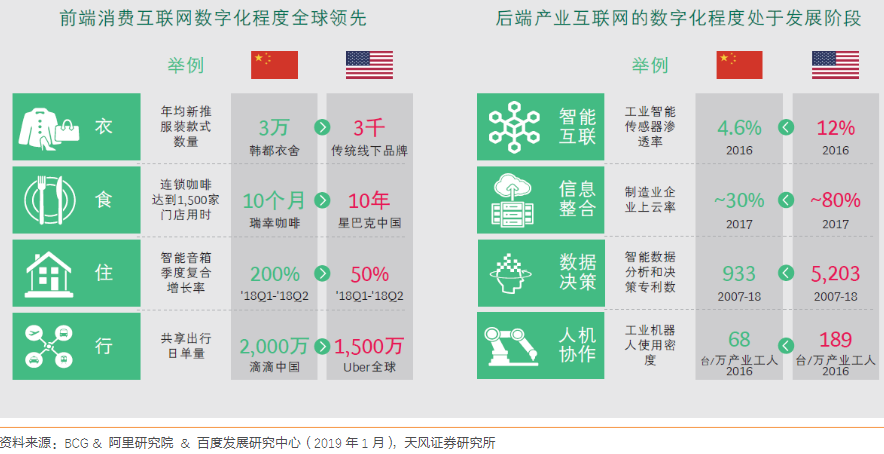 前端消费互联网数字化程度全球领先
举例
衣
年均新推
服装款式
数量
3万
韩都衣舍
3千
传统线下品牌
食
连锁咖啡
达到1,500家
门店用时
10个月
瑞幸咖啡
10年
星巴克中国
住
智能音箱
季度复合
增长率
200%
'18Q1-'18Q2
50%
'18Q1-'18Q2
行
共享出行
日单量
2,000万
滴滴中国
1,500万
Uber全球
后端产业互联网的数字化程度处于发展阶段
举例
智能
互联
工业智能
传感器渗
透率
4.6%
2016
12%
2016
信息
整合
制造业企
业上云率
~30%
2017
~80%
2017
数据
决策
智能数据
分析和决
策专利数
933
2007-18
5,203
2007-18
人机
协作
工业机器
人使用密
度
68
台/万产业工人
2016
189
台/万产业工人
2016
资料来源：BCG & 阿里研究院 & 百度发展研究中心（2019 年 1 月），天风证券研究所